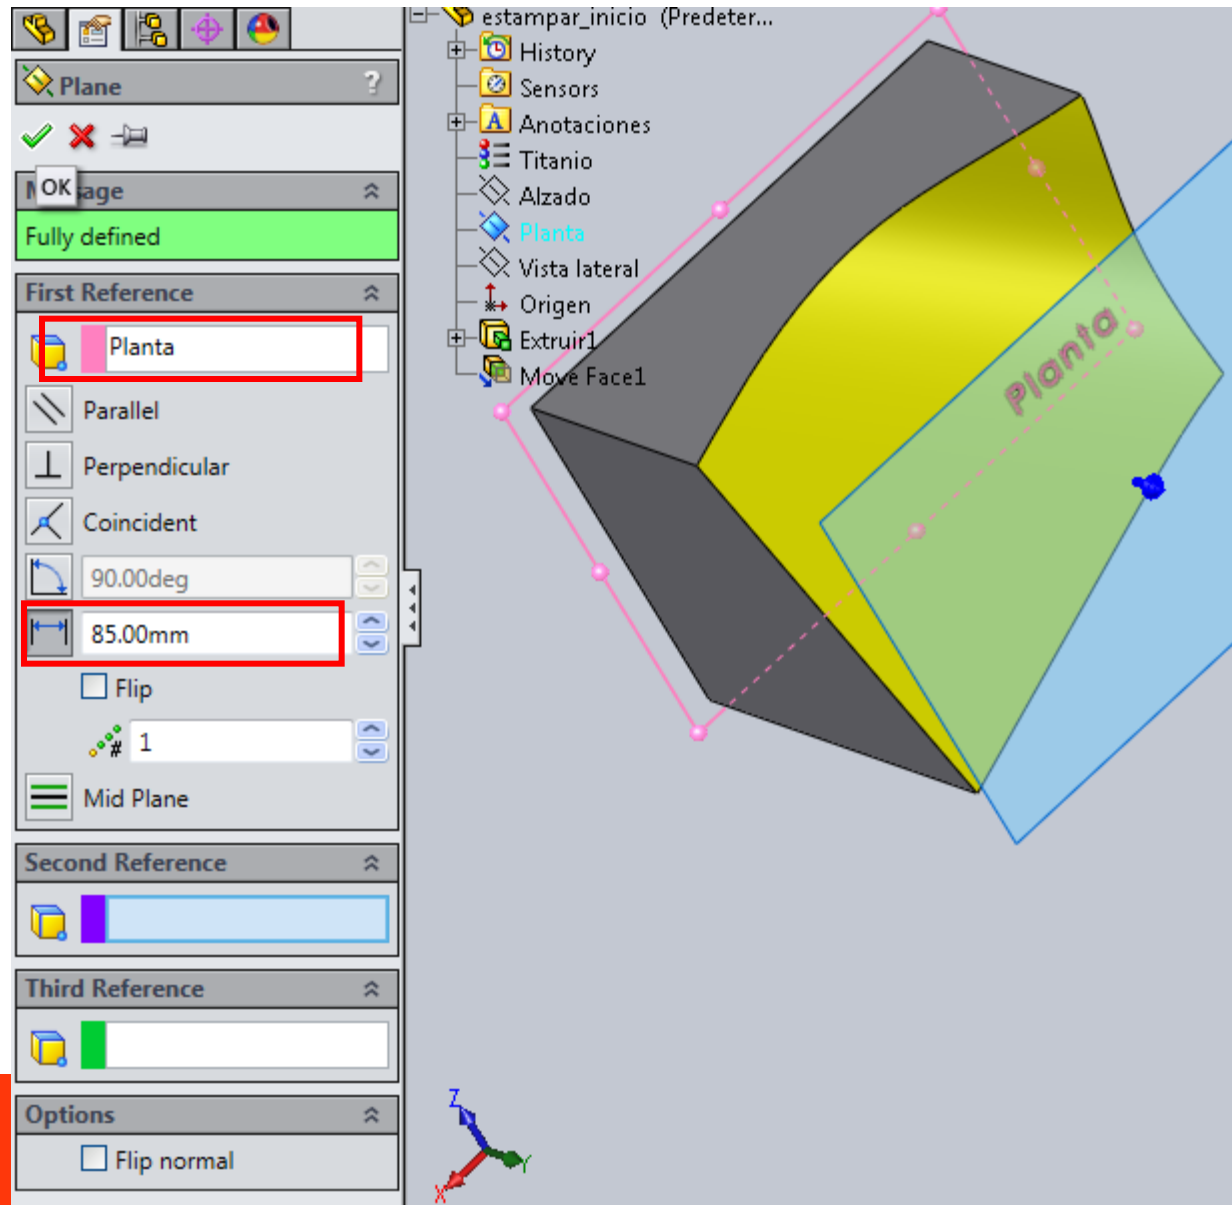 Plane
?
OK
Message
Fully defined
First Reference
Planta
Parallel
Perpendicular
Coincident
90.00deg
85.00mm
Flip
# 1
Mid Plane
Second Reference
Third Reference
Options
Flip normal
estampar_inicio (Predeter...
History
Sensors
A Anotaciones
Titanio
Alzado
Planta
Vista lateral
Origen
Extruir1
Move Face1
Planta
Z
Y
X